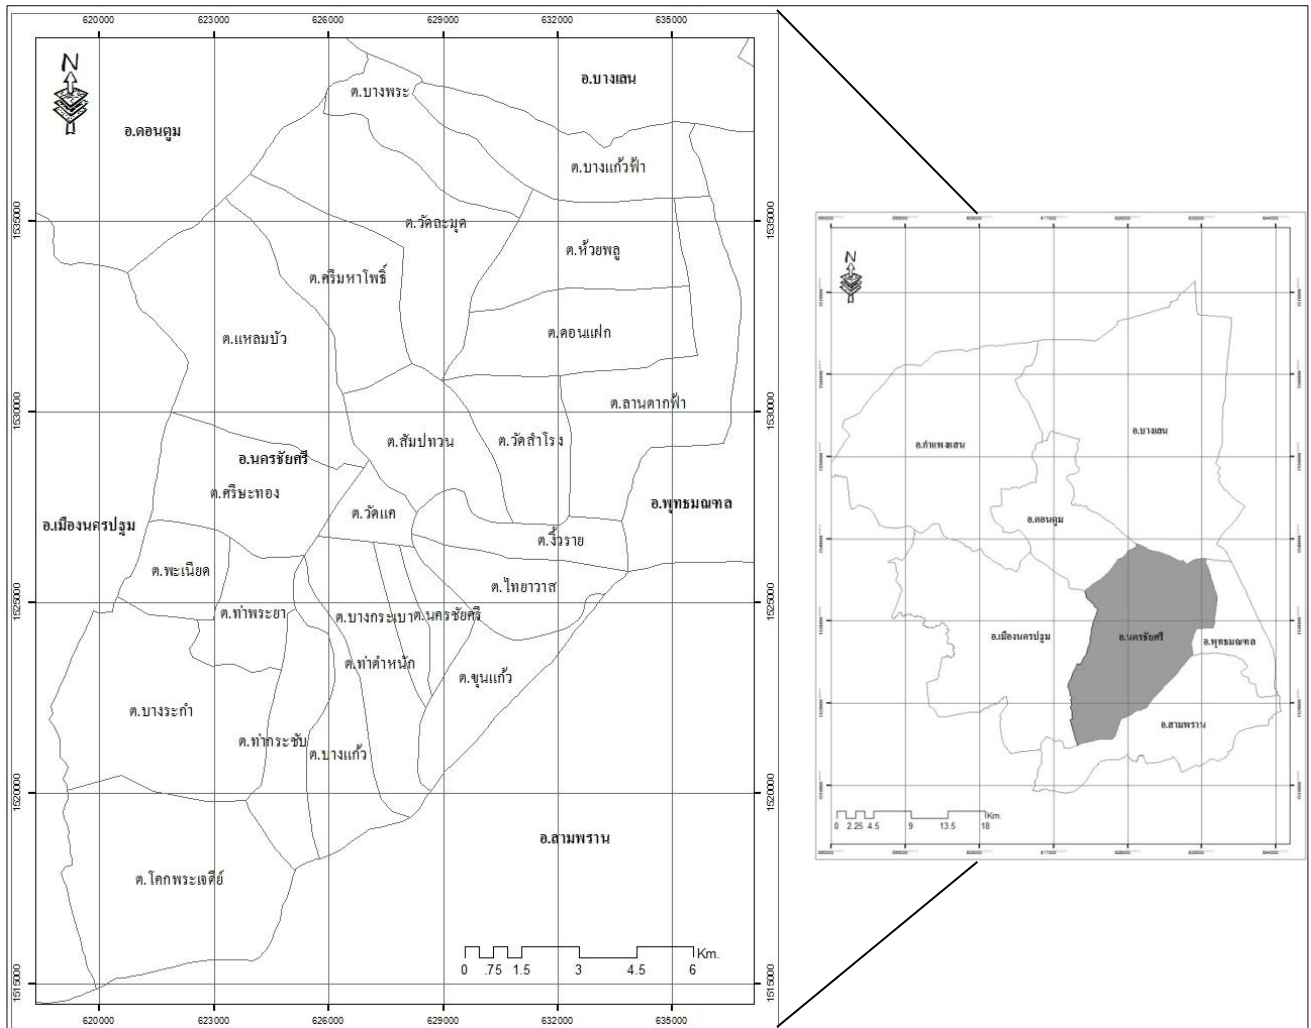 620000 623000 626000 629000 632000 635000
N
อ.บางเลน
ต.บางพระ
อ.ดอนตูม
ต.บางแก้วฟ้า
1535000 1535000
ต.วัดละมุด
ต.ห้วยพลู
ต.ศรีมหาโพธิ์
ต.แหลมบัว
ต.ดอนแฝก
ต.ลานตากฟ้า
1530000 1530000
ต.สัมปทวน
ต.วัดสำโรง
อ.นครชัยศรี
ต.ศรีษะทอง
อ.พุทธมณฑล
ต.วัดแค
อ.เมืองนครปฐม
ต.งิ้วราย
ต.พะเนียด
ต.ไทยาวาส
1525000 1525000
ต.ท่าพระยา
ต.บางกระเบา
ต.นครชัยศรี
ต.ท่าตำหนัก
ต.ขุนแก้ว
ต.บางระกำ
ต.ท่ากระชับ
ต.บางแก้ว
1520000 1520000
อ.สามพราน
ต.โคกพระเจดีย์
Km.
0 .75 1.5 3 4.5 6
1515000 1515000
620000 623000 626000 629000 632000 635000
N
อ.บางเลน
อ.กำแพงแสน
อ.ดอนตูม
อ.เมืองนครปฐม
อ.นครชัยศรี
อ.พุทธมณฑล
อ.สามพราน
Km.
0 2.25 4.5 9 13.5 18